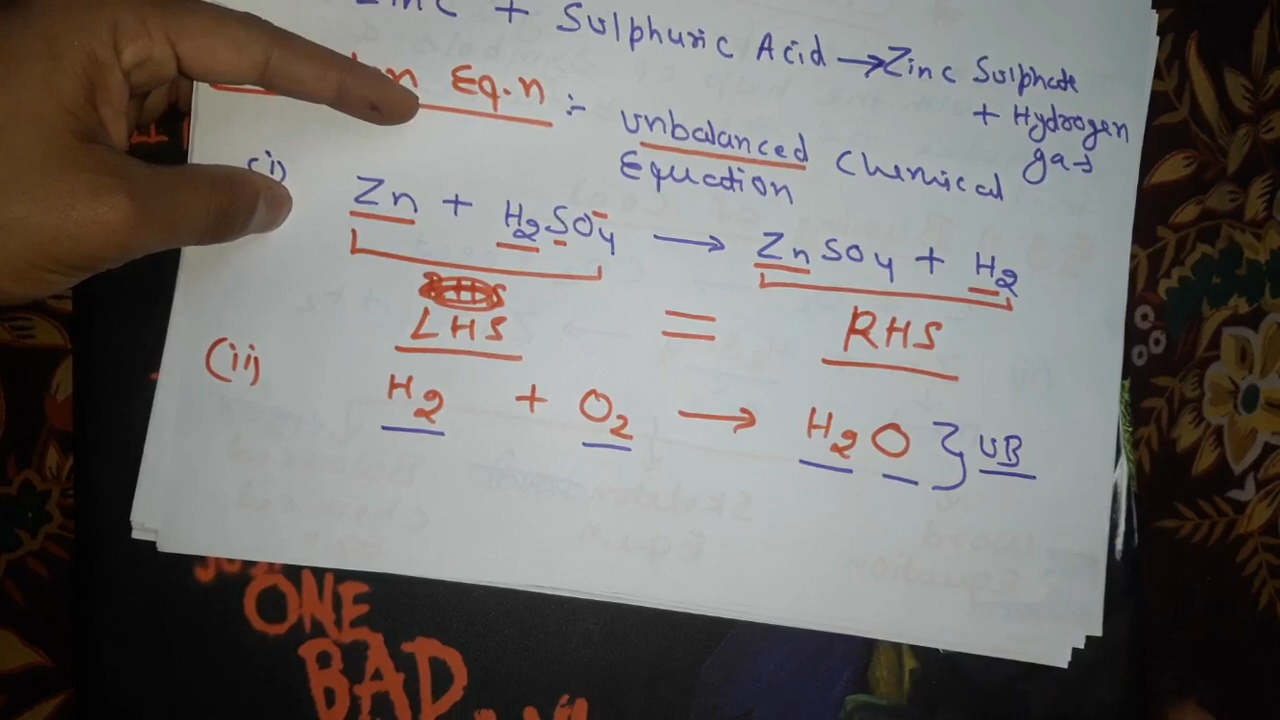 Zinc + Sulphuric Acid → Zinc Sulphate
+ Hydrogen
gas
Eq.n :- unbalanced Chemical
Equation
(i) Zn + H2SO4 → ZnSO4 + H2
LHS = RHS
(ii) H2 + O2 → H2O } UB
ONE
BAD